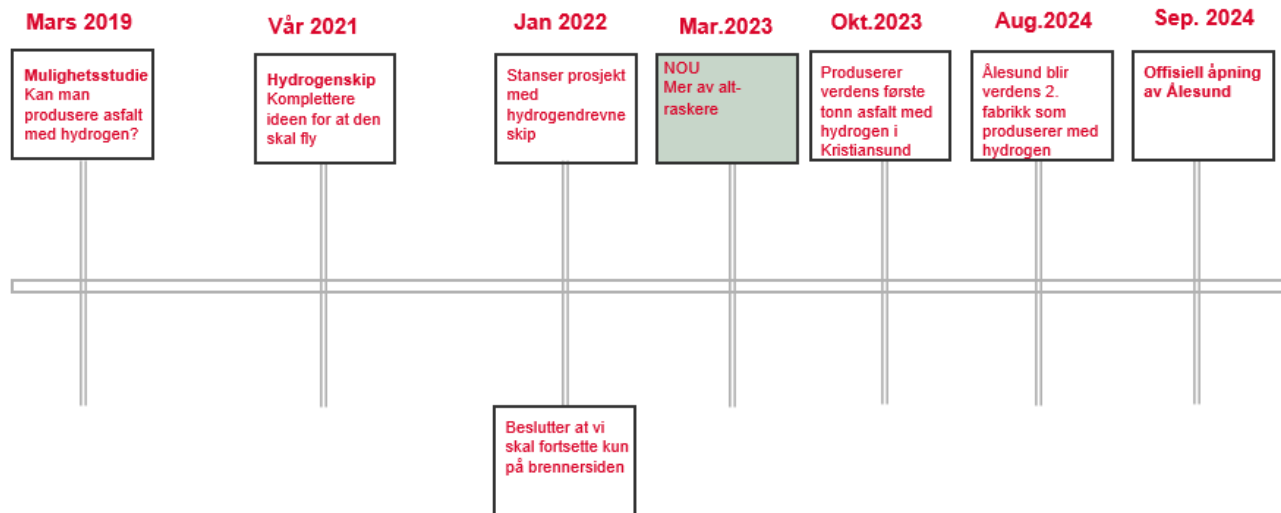 Mars 2019
Vår 2021
Jan 2022
Mar.2023
Okt.2023
Aug.2024
Sep. 2024
Mulighetsstudie
Kan man
produsere asfalt
med hydrogen?
Hydrogenskip
Komplettere
ideen for at den
skal fly
Stanser prosjekt
med
hydrogendrevne
skip
NOU
Mer av alt-
raskere
Produserer
verdens første
tonn asfalt med
hydrogen i
Kristiansund
Ålesund blir
verdens 2.
fabrikk som
produserer med
hydrogen
Offisiell åpning
av Ålesund
Beslutter at vi
skal fortsette kun
på brennersiden